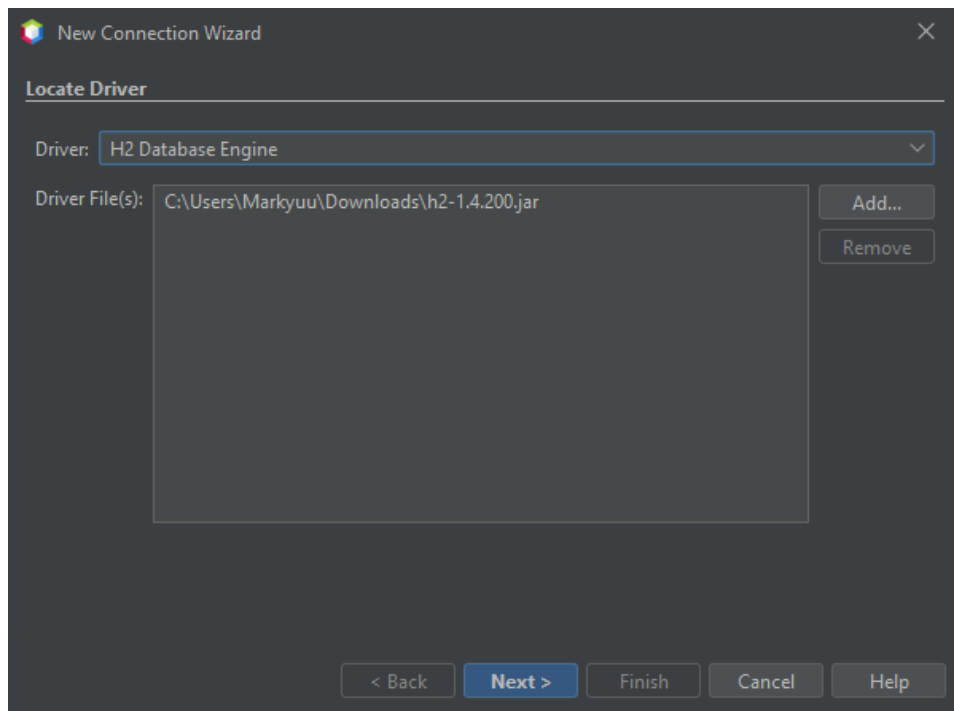 New Connection Wizard
Locate Driver
Driver: H2 Database Engine
Driver File(s): C:\Users\Markyuu\Downloads\h2-1.4.200.jar
Add...
Remove
< Back Next > Finish Cancel Help